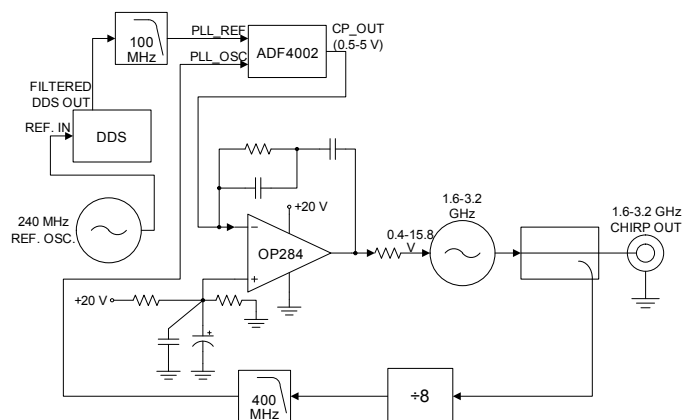 100
MHz
PLL_REF
PLL_OSC
ADF4002
CP_OUT
(0.5-5 V)
FILTERED
DDS OUT
REF. IN
DDS
240 MHz
REF. OSC.
+20 V
OP284
0.4-15.8
V
1.6-3.2
GHz
1.6-3.2 GHz
CHIRP OUT
+20 V
400
MHz
÷8